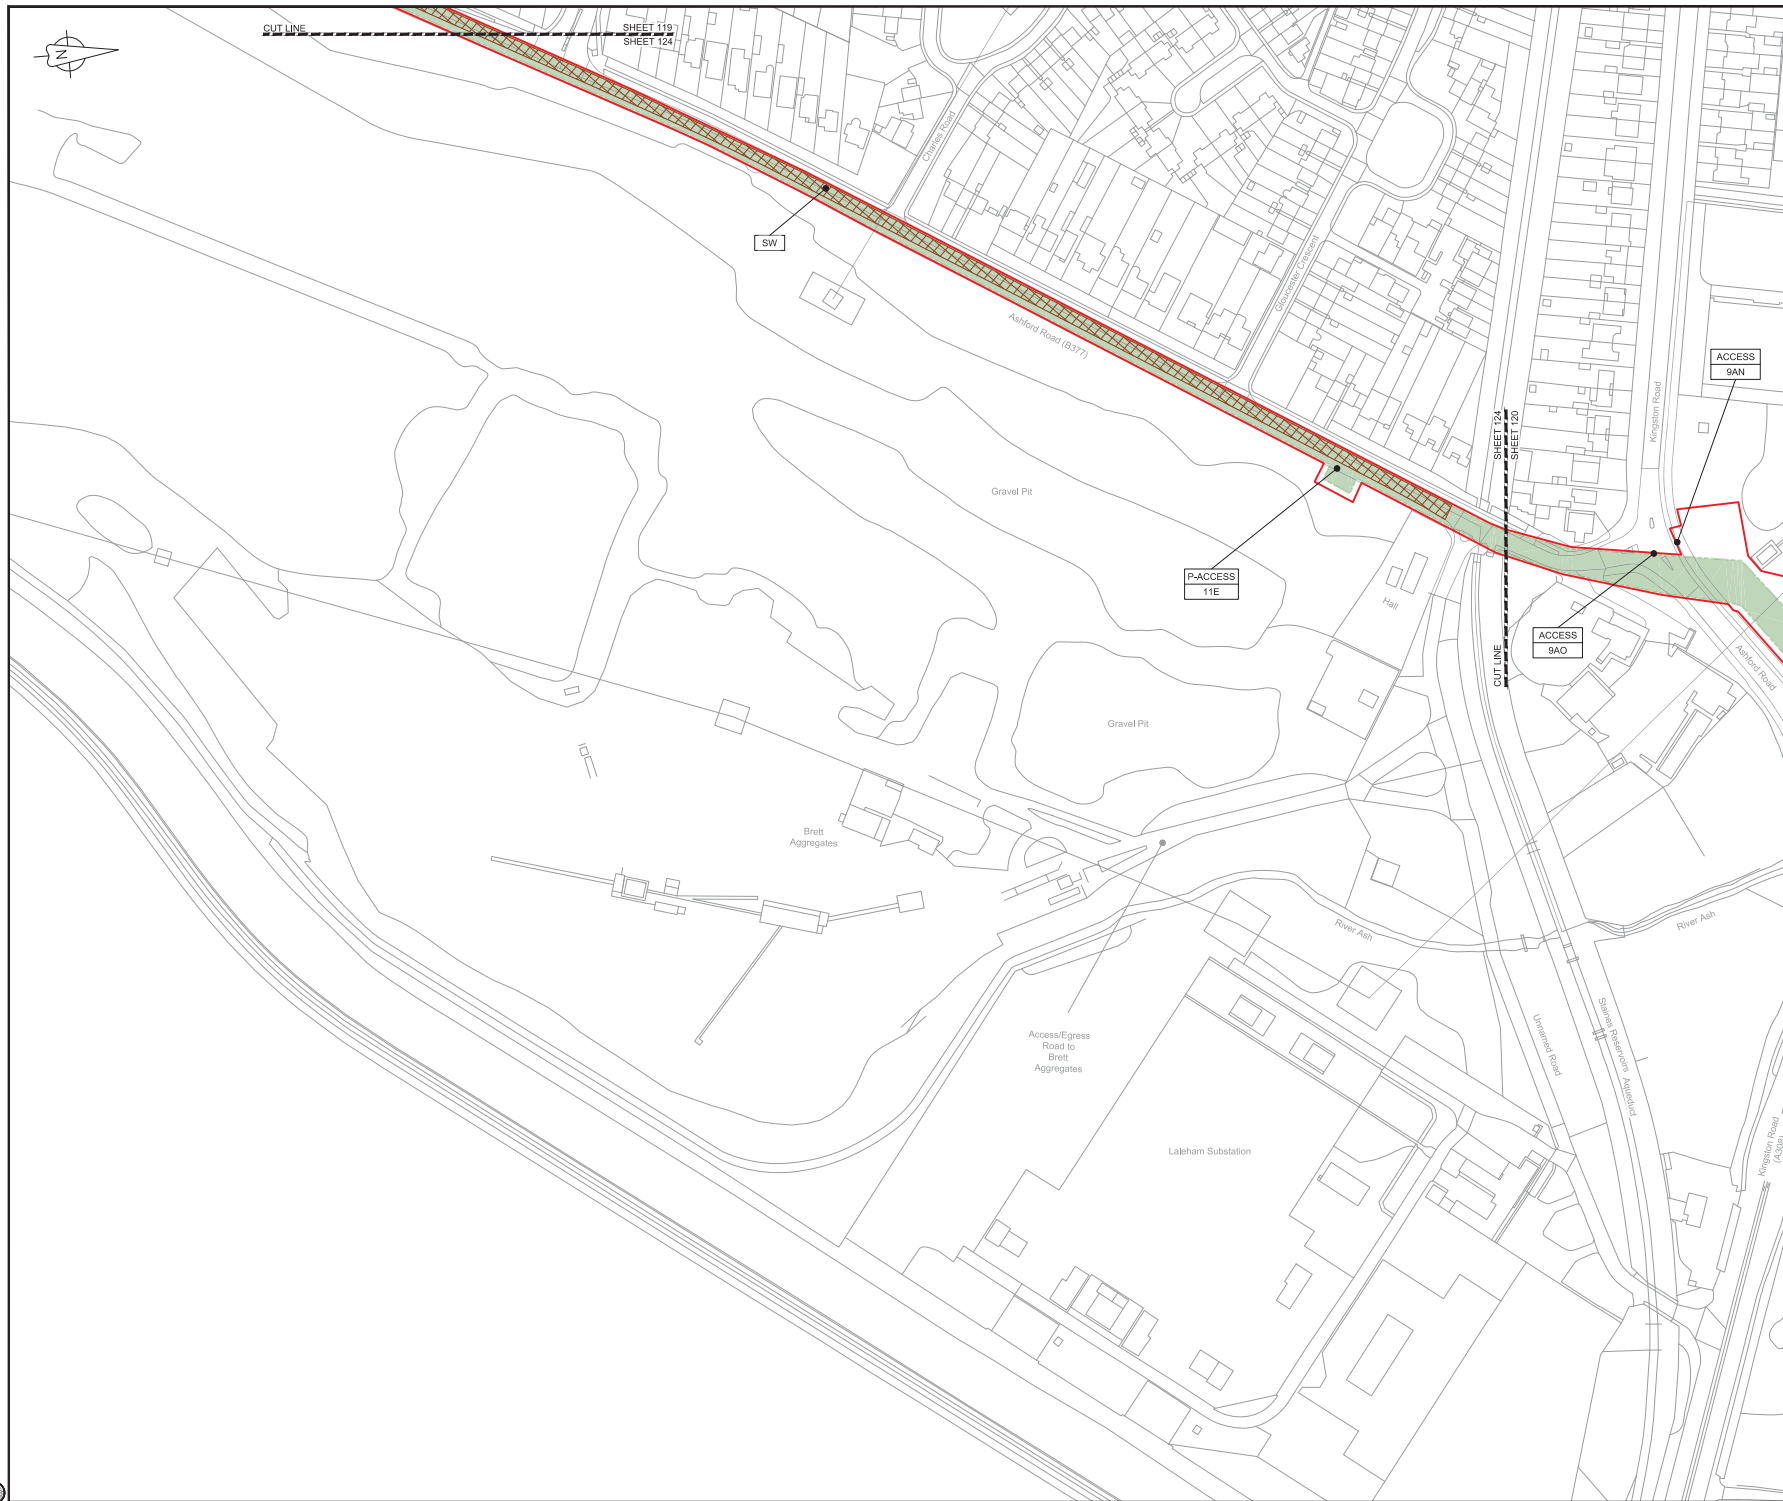 CUT LINE
SHEET 119
SHEET 124
N
Charles Road
SW
Gloucester Crescent
Ashford Road (B377)
ACCESS
9AN
Kingston Road
SHEET 124
SHEET 120
CUT LINE
Gravel Pit
P-ACCESS
11E
Hall
ACCESS
9AO
Ashford Road
Gravel Pit
Brett
Aggregates
River Ash
River Ash
Access/Egress
Road to
Brett
Aggregates
Unnamed Road
Staines Reservoirs Aqueduct
Laleham Substation
Kingston Road
(A308)